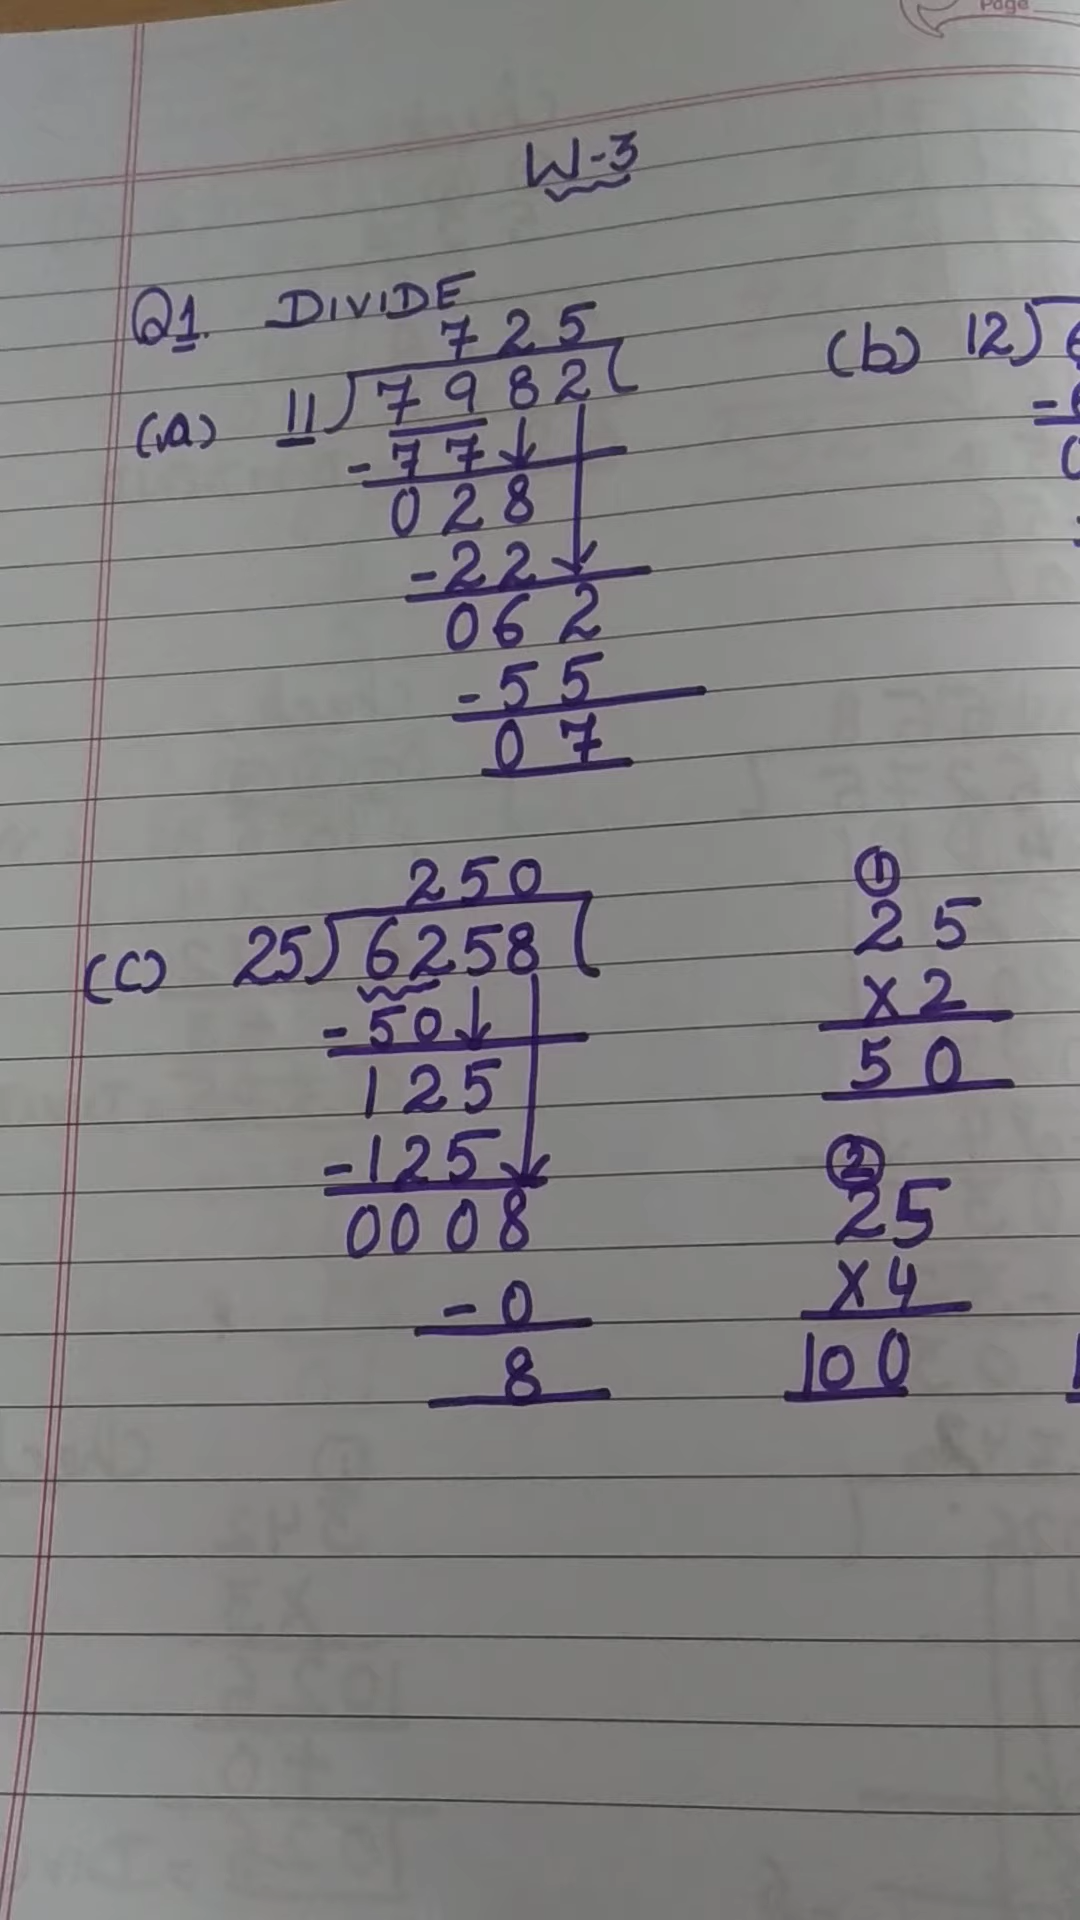 Page
W-3
Q1. DIVIDE
725
(a) 11)7982(
-77
028
-22
062
-55
07
(b) 12)
-
250
(c) 25)6258(
-50
125
-125
0008
-0
8
①
25
x2
50
②
25
x4
100